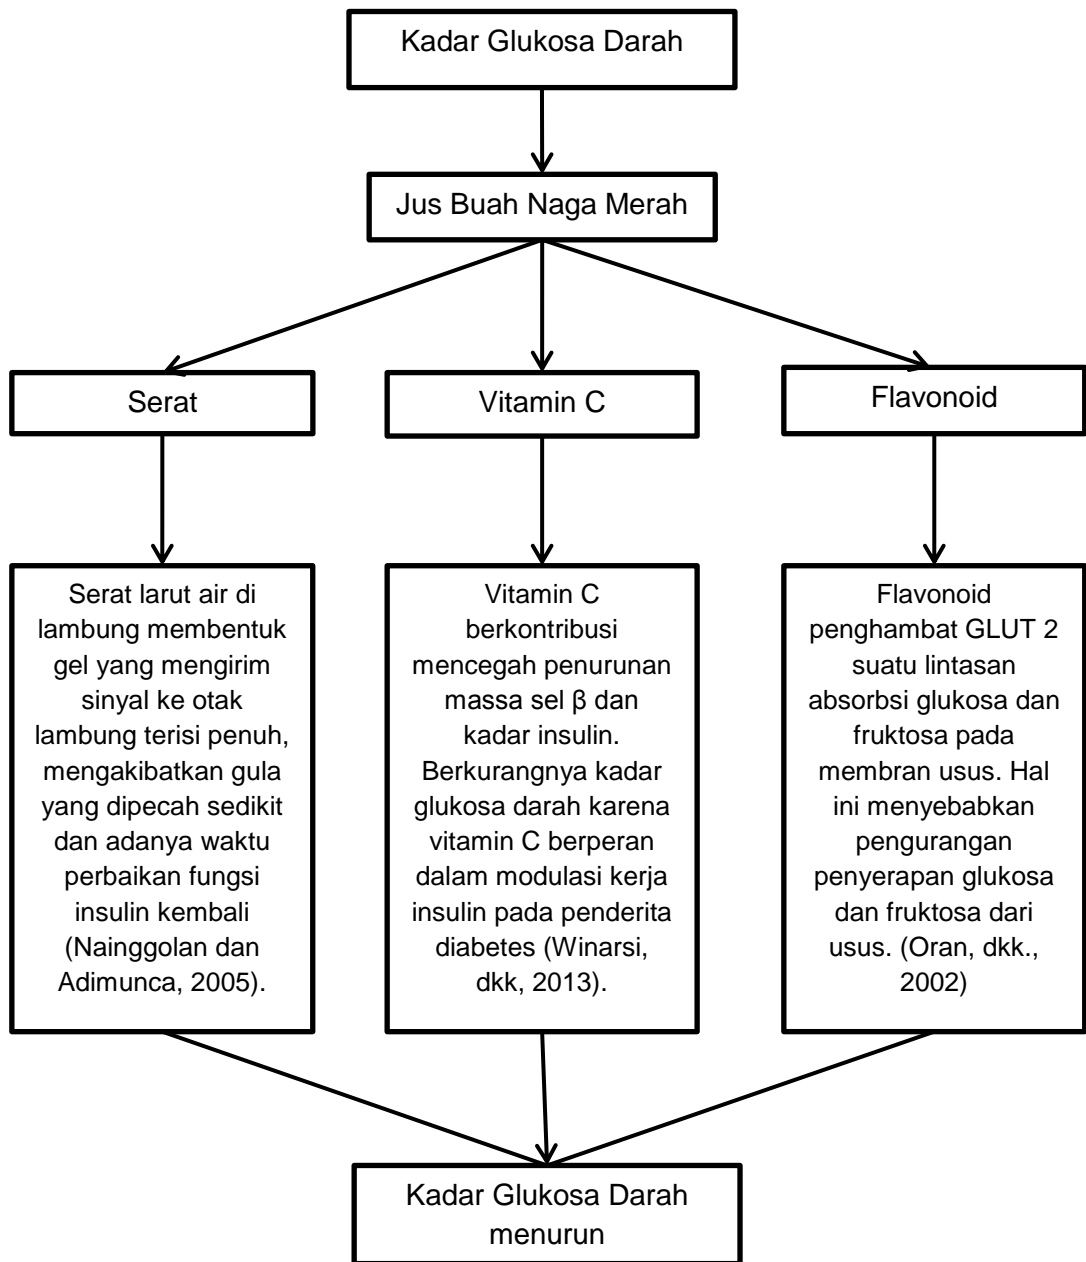 Kadar Glukosa Darah
Jus Buah Naga Merah
Serat
Vitamin C
Flavonoid
Serat larut air di
lambung membentuk
gel yang mengirim
sinyal ke otak
lambung terisi penuh,
mengakibatkan gula
yang dipecah sedikit
dan adanya waktu
perbaikan fungsi
insulin kembali
(Nainggolan dan
Adimunca, 2005).
Vitamin C
berkontribusi
mencegah penurunan
massa sel β dan
kadar insulin.
Berkurangnya kadar
glukosa darah karena
vitamin C berperan
dalam modulasi kerja
insulin pada penderita
diabetes (Winarsi,
dkk, 2013).
Flavonoid
penghambat GLUT 2
suatu lintasan
absorbsi glukosa dan
fruktosa pada
membran usus. Hal
ini menyebabkan
pengurangan
penyerapan glukosa
dan fruktosa dari
usus. (Oran, dkk.,
2002)
Kadar Glukosa Darah
menurun